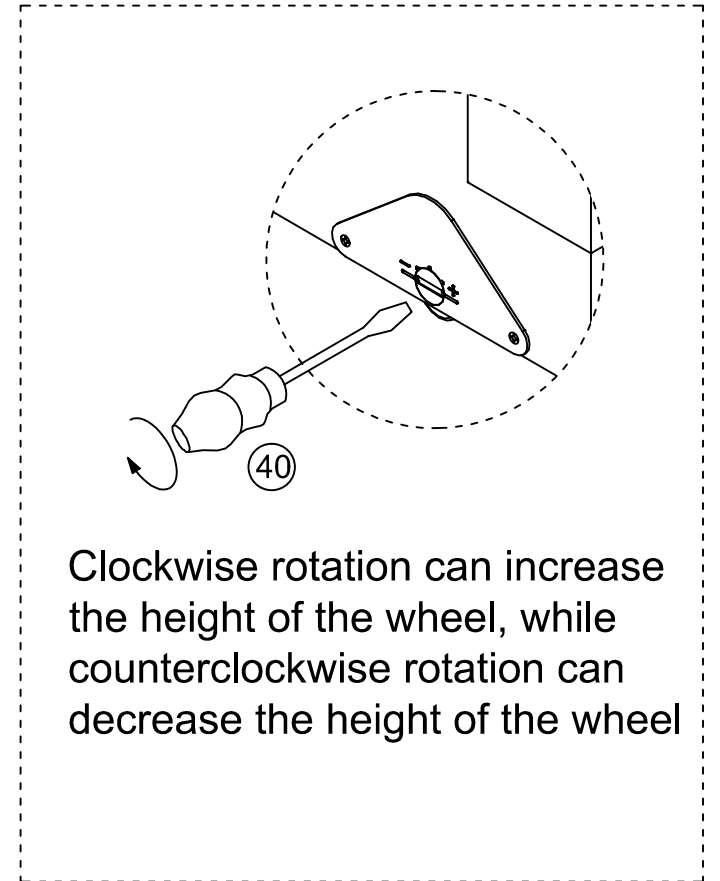 40
Clockwise rotation can increase
the height of the wheel, while
counterclockwise rotation can
decrease the height of the wheel